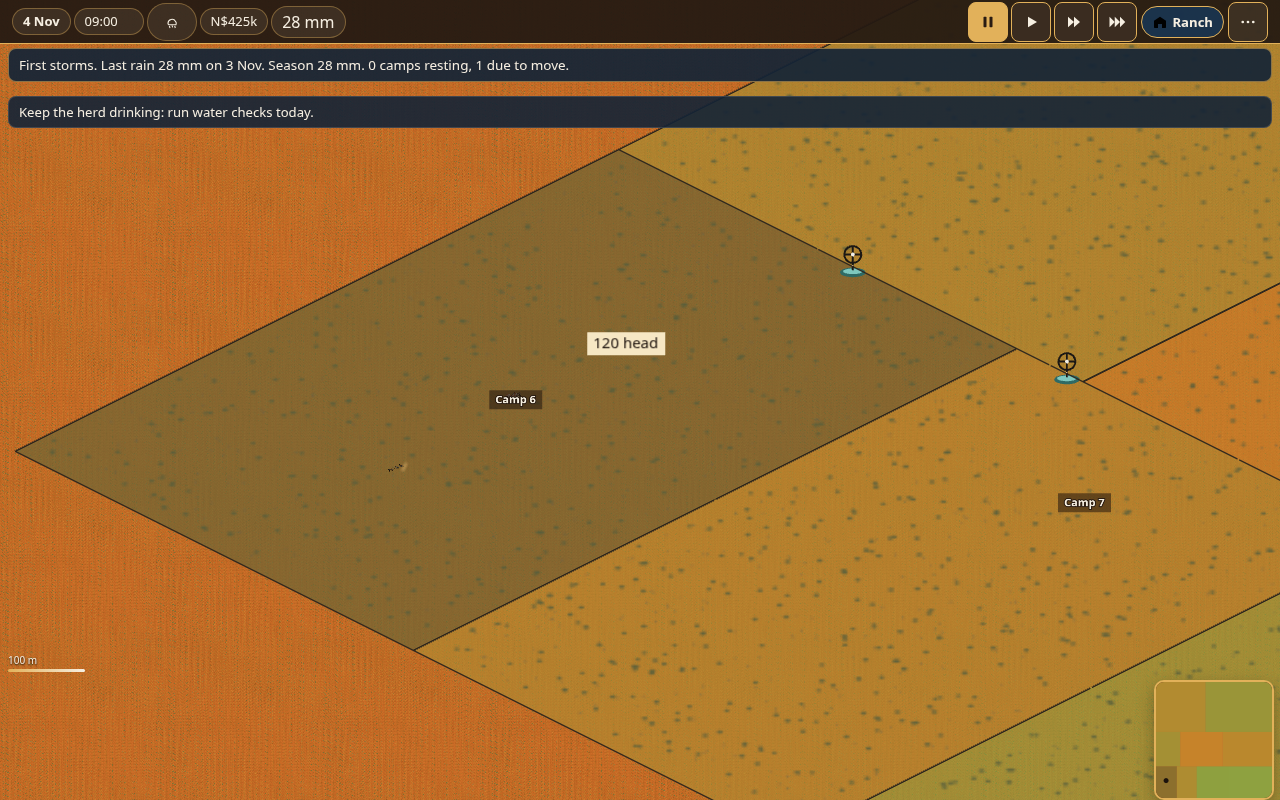 4 Nov
09:00
N$425k
28 mm
Ranch
First storms. Last rain 28 mm on 3 Nov. Season 28 mm. 0 camps resting, 1 due to move.
Keep the herd drinking: run water checks today.
120 head
Camp 6
Camp 7
100 m